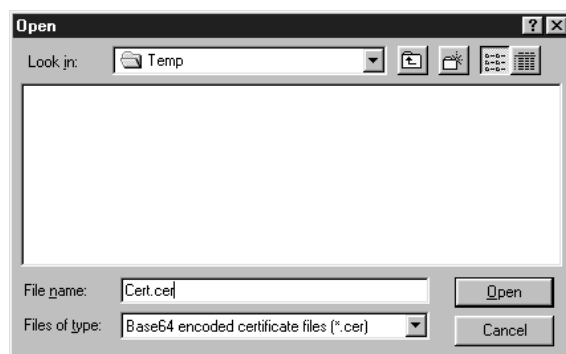 Open
Look in: Temp
File name: Cert.cer
Open
Files of type: Base64 encoded certificate files (*.cer)
Cancel